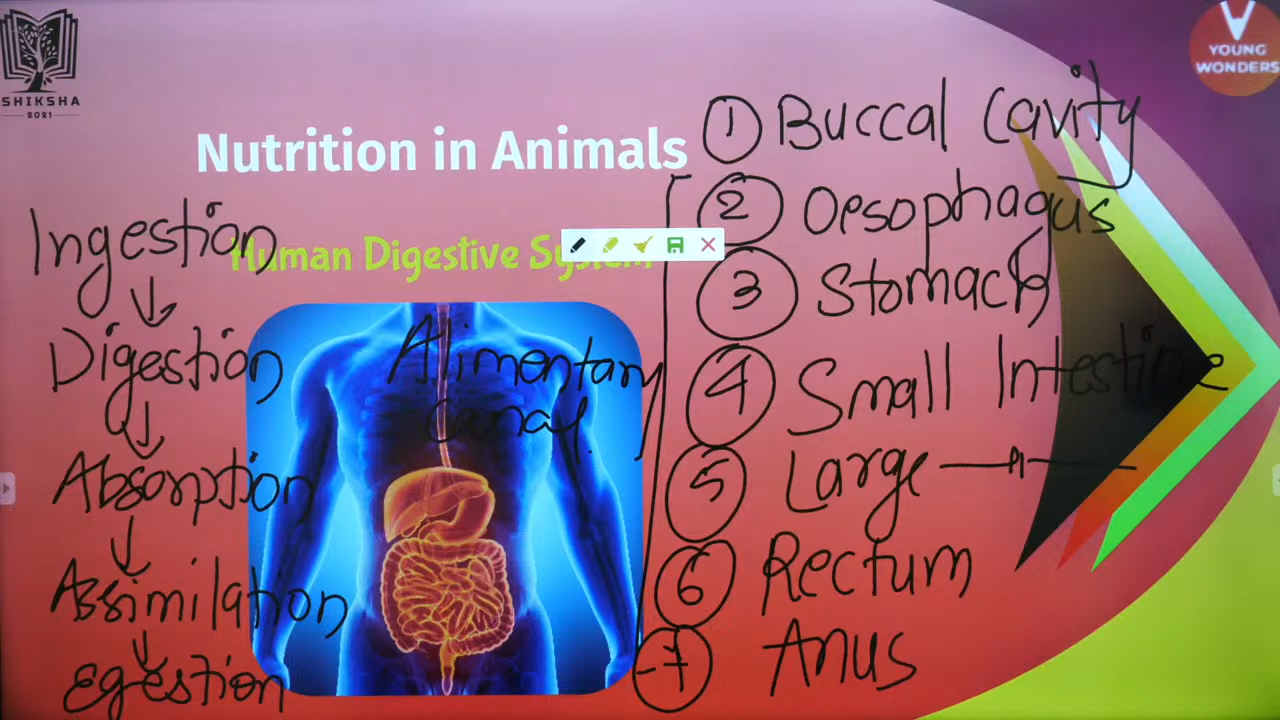 SHIKSHA
2021
YOUNG
WONDERS
Nutrition in Animals
Human Digestive System
Ingestion
Digestion
Absorption
Assimilation
Egestion
Alimentary
canal
1 Buccal Cavity
2 Oesophagus
3 Stomach
4 Small Intestine
5 Large —〃—
6 Rectum
7 Anus